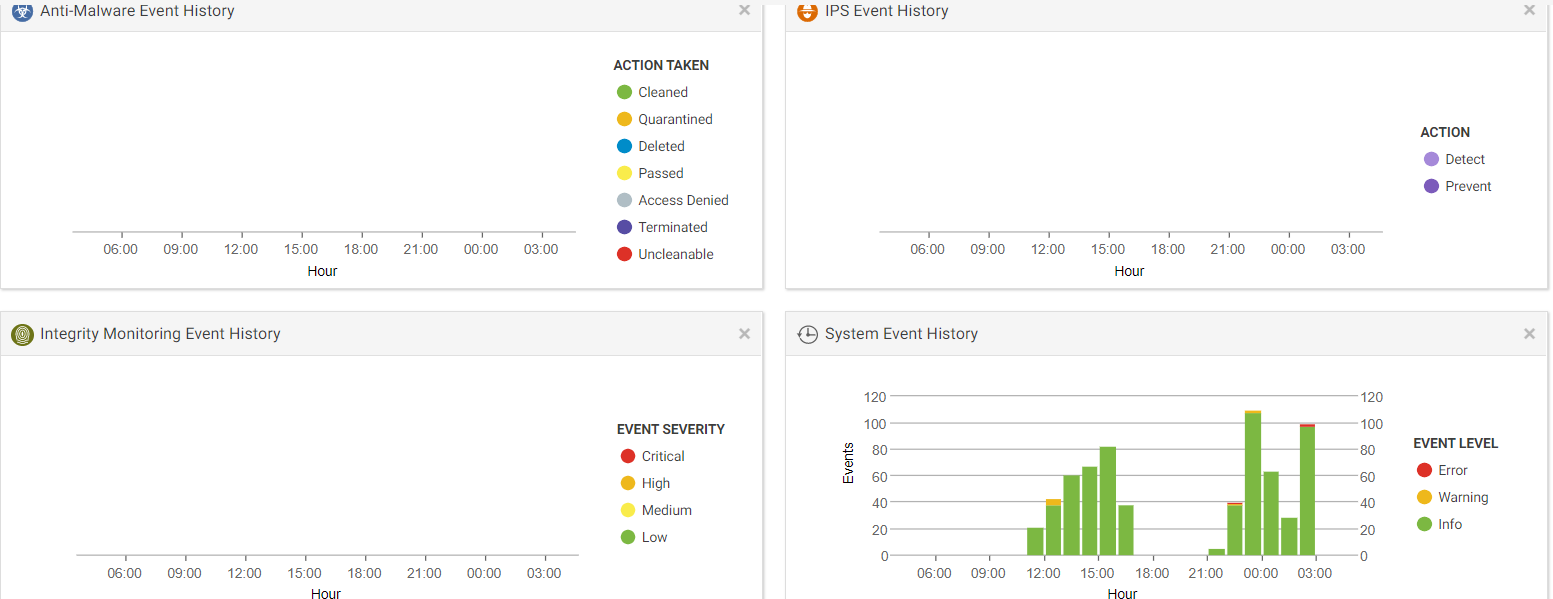 Anti-Malware Event History
ACTION TAKEN
Cleaned
Quarantined
Deleted
Passed
Access Denied
Terminated
Uncleanable
06:00 09:00 12:00 15:00 18:00 21:00 00:00 03:00
Hour
IPS Event History
ACTION
Detect
Prevent
06:00 09:00 12:00 15:00 18:00 21:00 00:00 03:00
Hour
Integrity Monitoring Event History
EVENT SEVERITY
Critical
High
Medium
Low
06:00 09:00 12:00 15:00 18:00 21:00 00:00 03:00
Hour
System Event History
Events
120 120
100 100
80 80
60 60
40 40
20 20
0 0
06:00 09:00 12:00 15:00 18:00 21:00 00:00 03:00
Hour
EVENT LEVEL
Error
Warning
Info